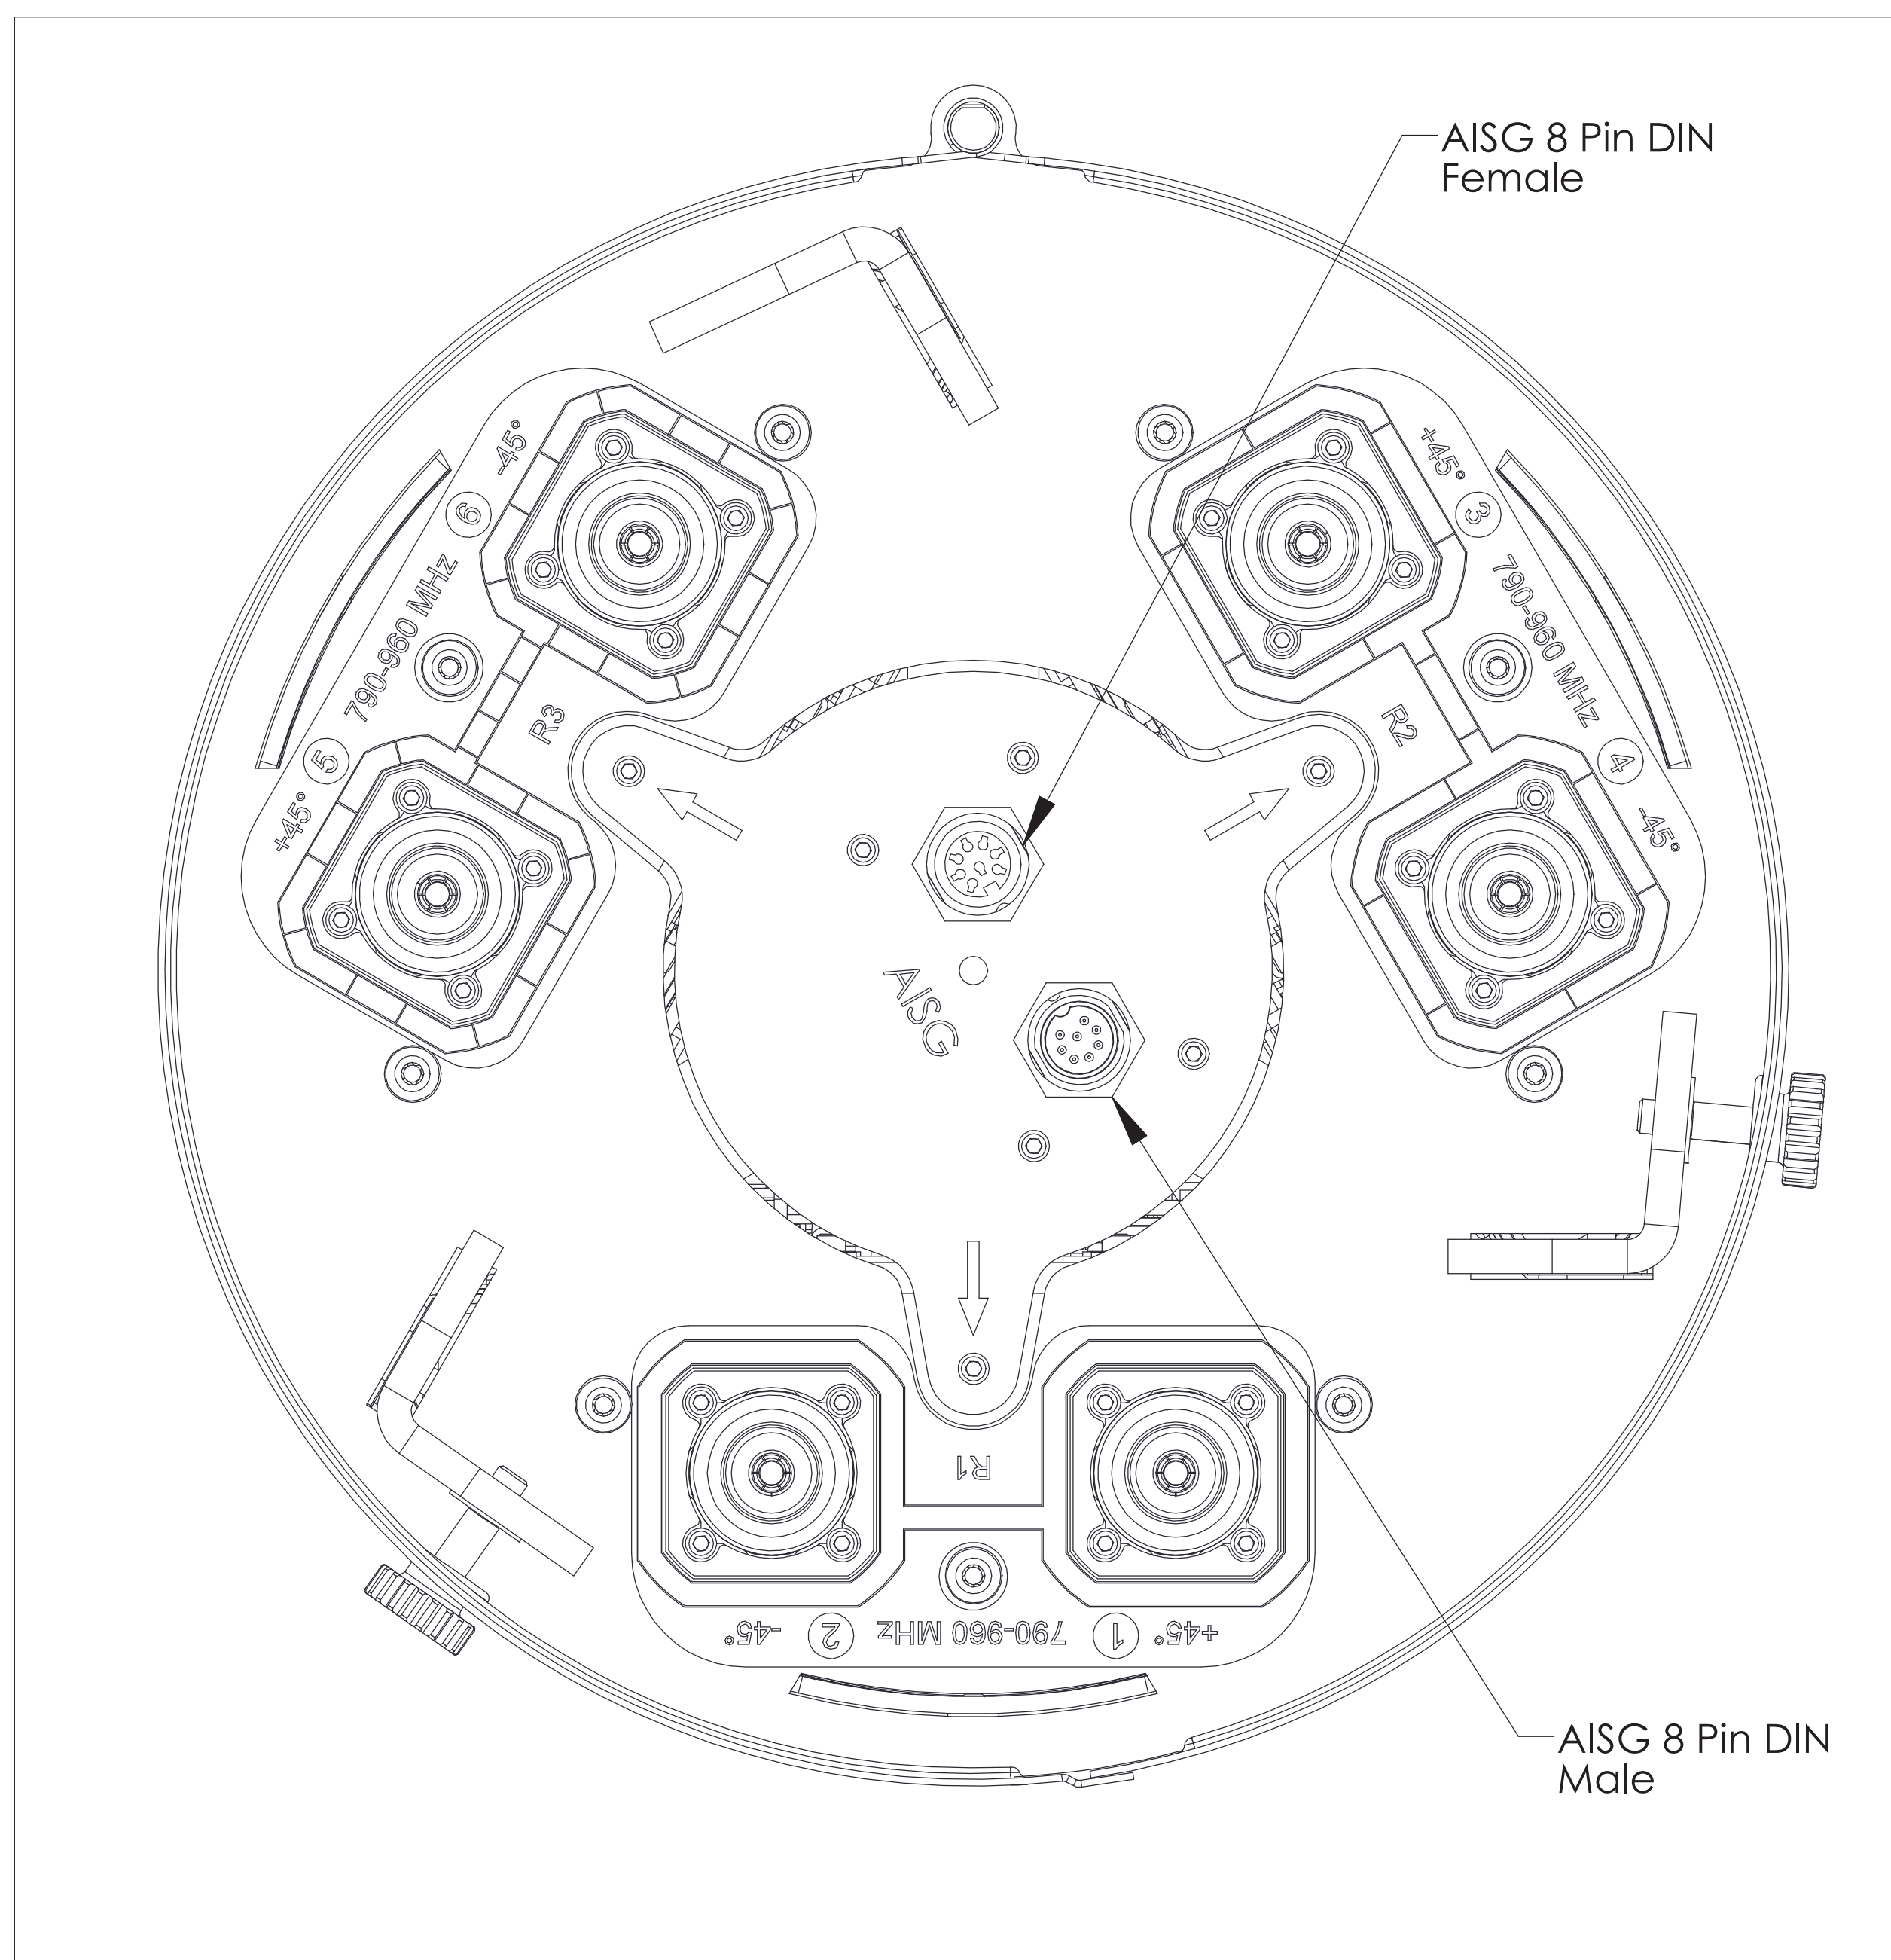 AISG 8 Pin DIN
Female
-45°
6
790-960 MHz
5
+45°
R3
+45°
3
790-960 MHz
4
-45°
R2
AISG
R1
+45°
1
790-960 MHz
2
-45°
AISG 8 Pin DIN
Male